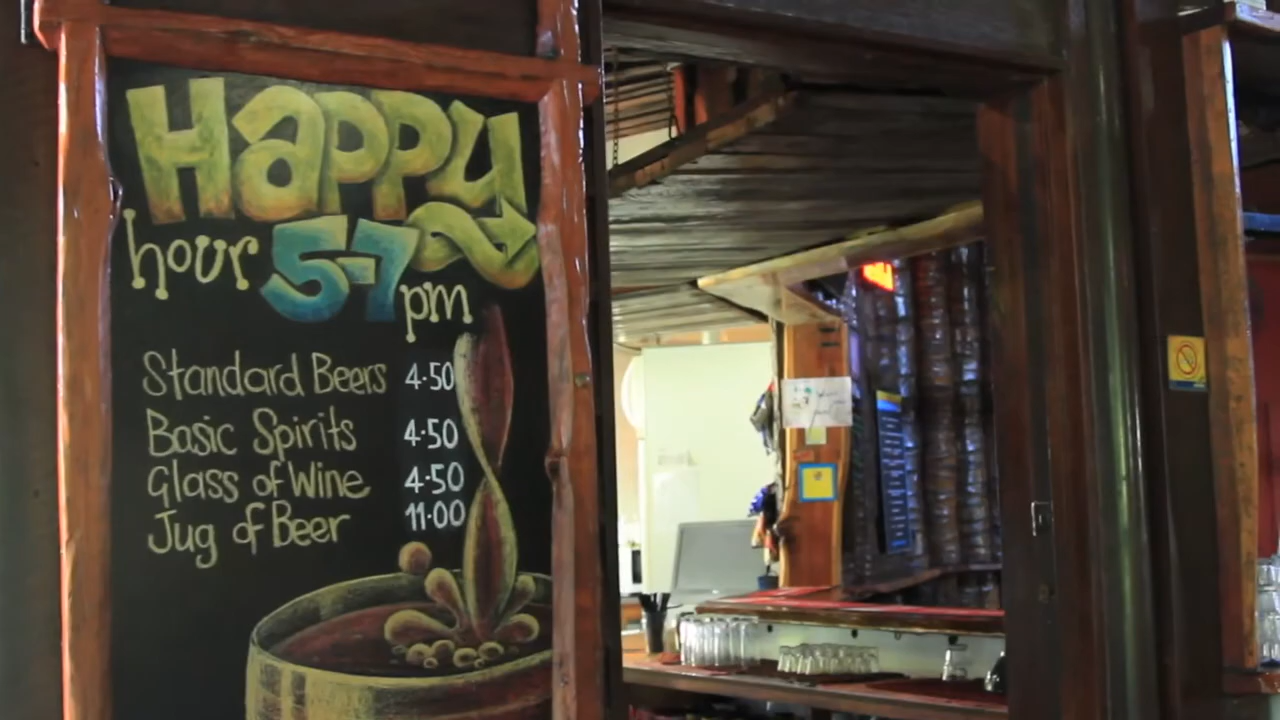 Happy
hour 5-7 pm
Standard Beers 4.50
Basic Spirits 4.50
Glass of Wine 4.50
Jug of Beer 11.00